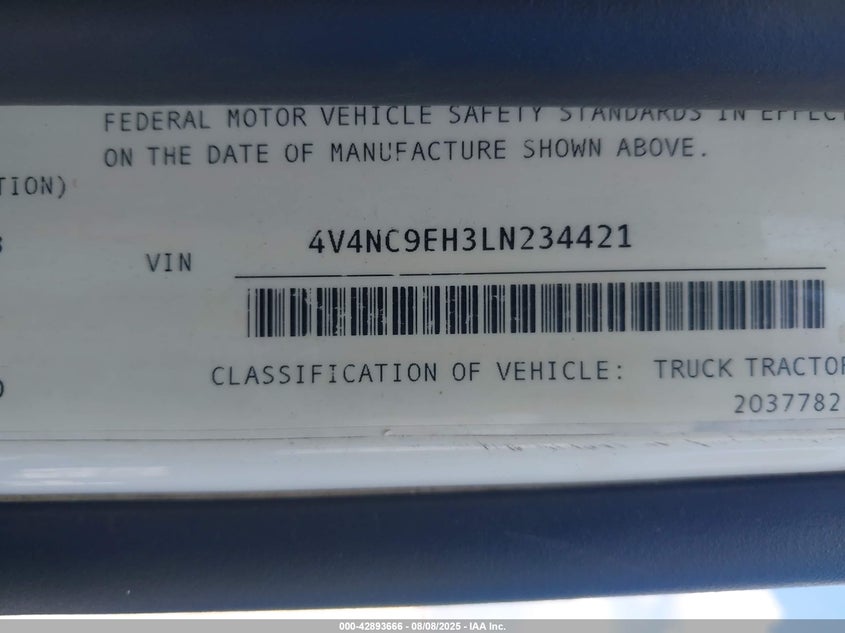 FEDERAL MOTOR VEHICLE SAFETY STANDARDS IN EFFECT
ON THE DATE OF MANUFACTURE SHOWN ABOVE.
TION)
VIN 4V4NC9EH3LN234421
CLASSIFICATION OF VEHICLE: TRUCK TRACTOR
2037782
000-42893666 - 08/08/2025 - IAA Inc.